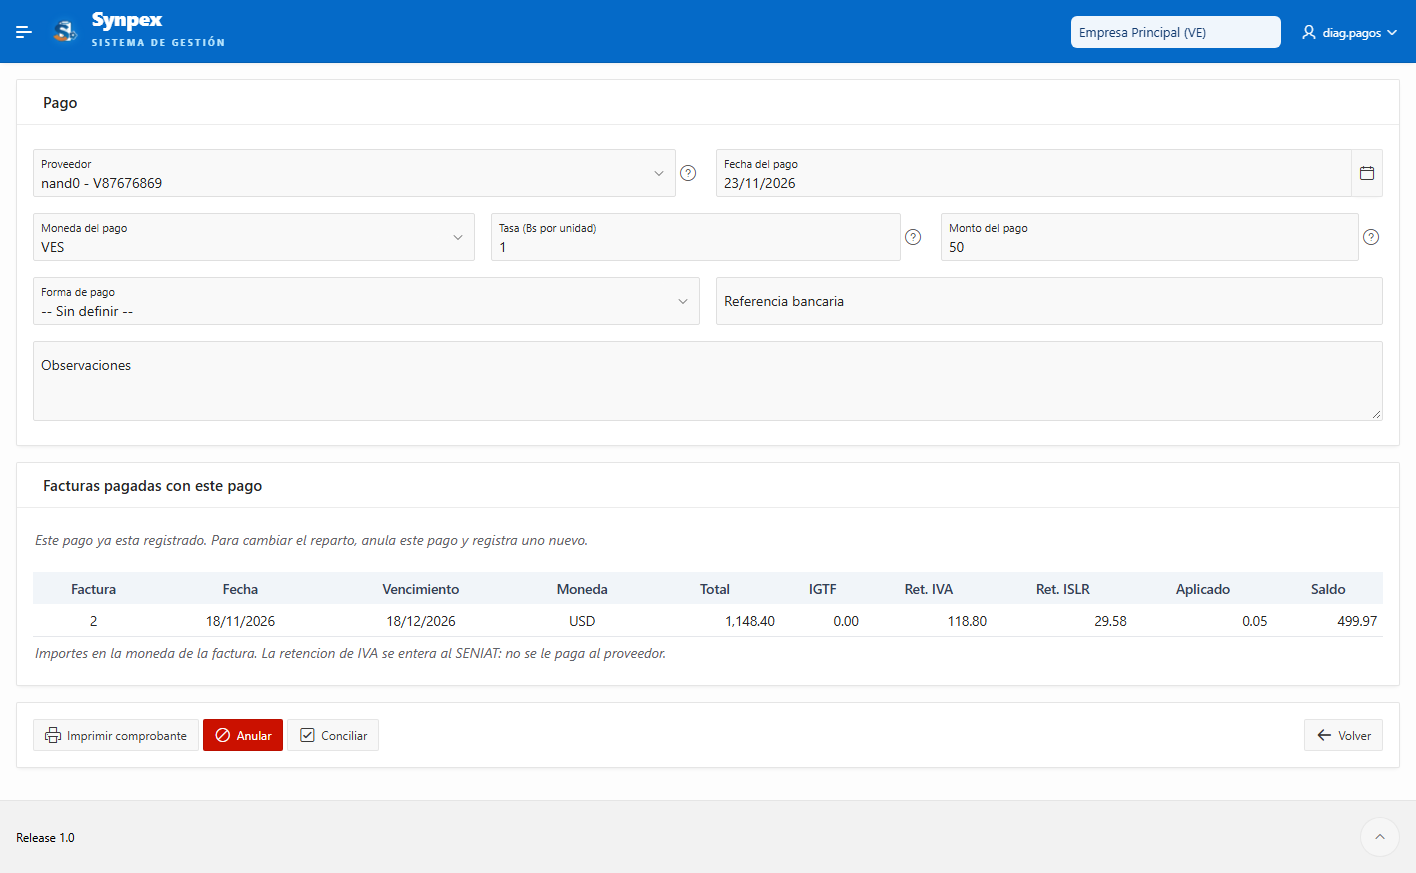 Synpex
SISTEMA DE GESTIÓN
Empresa Principal (VE)
diag.pagos
Pago
Proveedor
nand0 - V87676869
Fecha del pago
23/11/2026
Moneda del pago
VES
Tasa (Bs por unidad)
1
Monto del pago
50
Forma de pago
-- Sin definir --
Referencia bancaria
Observaciones
Facturas pagadas con este pago
Este pago ya esta registrado. Para cambiar el reparto, anula este pago y registra uno nuevo.
Factura Fecha Vencimiento Moneda Total IGTF Ret. IVA Ret. ISLR Aplicado Saldo
2 18/11/2026 18/12/2026 USD 1,148.40 0.00 118.80 29.58 0.05 499.97
Importes en la moneda de la factura. La retencion de IVA se entera al SENIAT: no se le paga al proveedor.
Imprimir comprobante Anular Conciliar Volver
Release 1.0